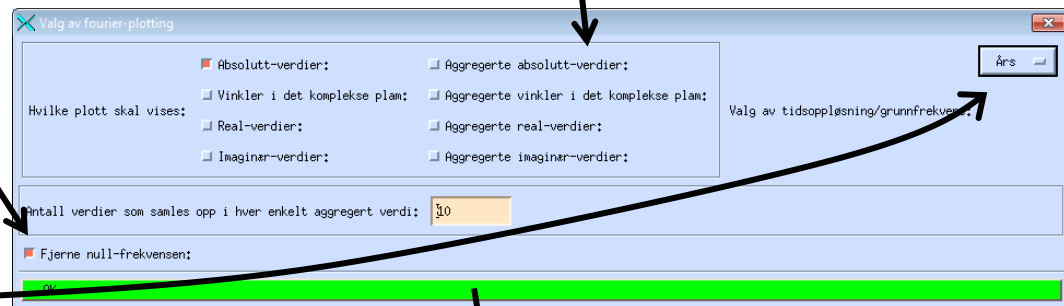 Valg av fourier-plotting
Hvilke plott skal vises:
Absolutt-verdier:
Aggregerte absolutt-verdier:
Vinkler i det komplekse plam:
Aggregerte vinkler i det komplekse plam:
Real-verdier:
Aggregerte real-verdier:
Imaginær-verdier:
Aggregerte imaginær-verdier:
Valg av tidsoppløsning/grunnfrekvens:
Års
Antall verdier som samles opp i hver enkelt aggregert verdi:
10
Fjerne null-frekvensen:
OK